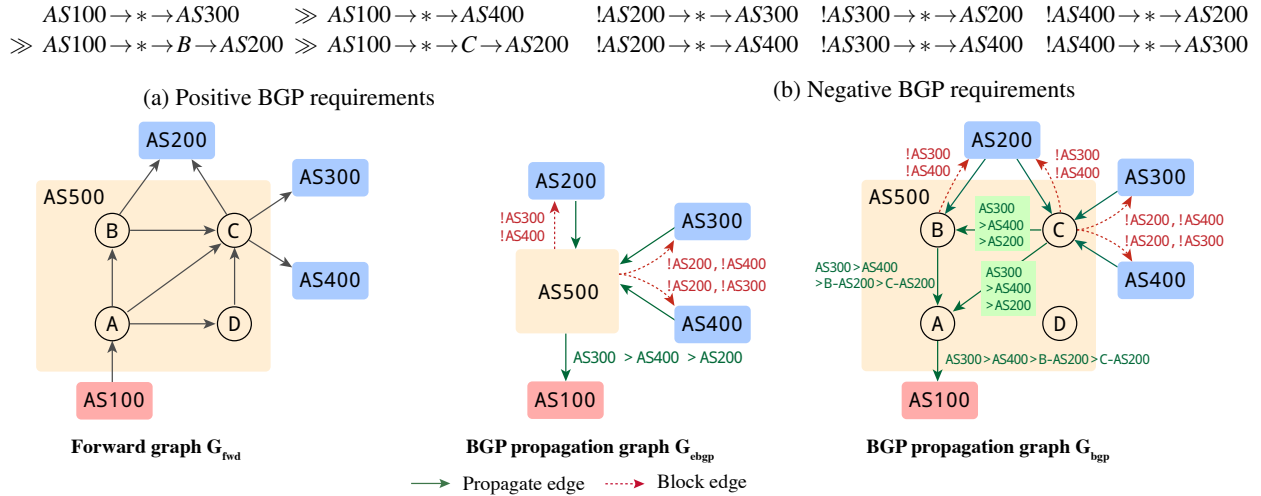 AS100→*→AS300 ≫ AS100→*→AS400 !AS200→*→AS300 !AS300→*→AS200 !AS400→*→AS200
≫ AS100→*→B→AS200 ≫ AS100→*→C→AS200 !AS200→*→AS400 !AS300→*→AS400 !AS400→*→AS300
(a) Positive BGP requirements
(b) Negative BGP requirements
AS200
AS300
AS500
B
C
AS400
A
D
AS100
Forward graph G_fwd
AS200
!AS300
!AS400
AS300
!AS200,!AS400
!AS200,!AS300
AS500
AS400
AS300 >AS400 >AS200
AS100
BGP propagation graph G_ebgp
AS200
!AS300
!AS400
!AS300
!AS400
AS300
AS500
AS300
>AS400
>AS200
B
C
!AS200,!AS400
!AS200,!AS300
AS300>AS400
>B-AS200>C-AS200
AS300
>AS400
>AS200
AS400
A
D
AS300>AS400>B-AS200>C-AS200
AS100
BGP propagation graph G_bgp
Propagate edge
Block edge